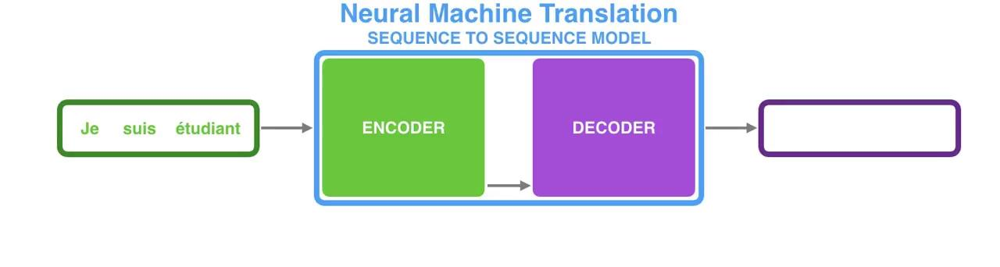 Neural Machine Translation
SEQUENCE TO SEQUENCE MODEL
Je suis étudiant
ENCODER
DECODER